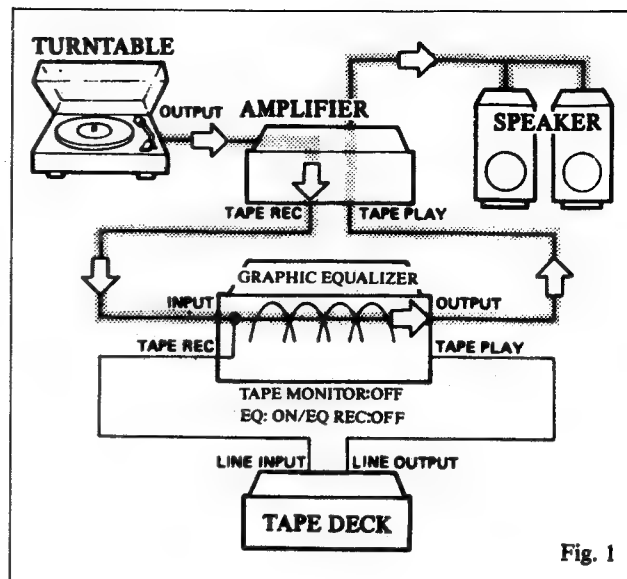 TURNTABLE
OUTPUT
AMPLIFIER
SPEAKER
TAPE REC
TAPE PLAY
GRAPHIC EQUALIZER
INPUT
OUTPUT
TAPE REC
TAPE PLAY
TAPE MONITOR:OFF
EQ: ON/EQ REC:OFF
LINE INPUT
LINE OUTPUT
TAPE DECK
Fig. 1